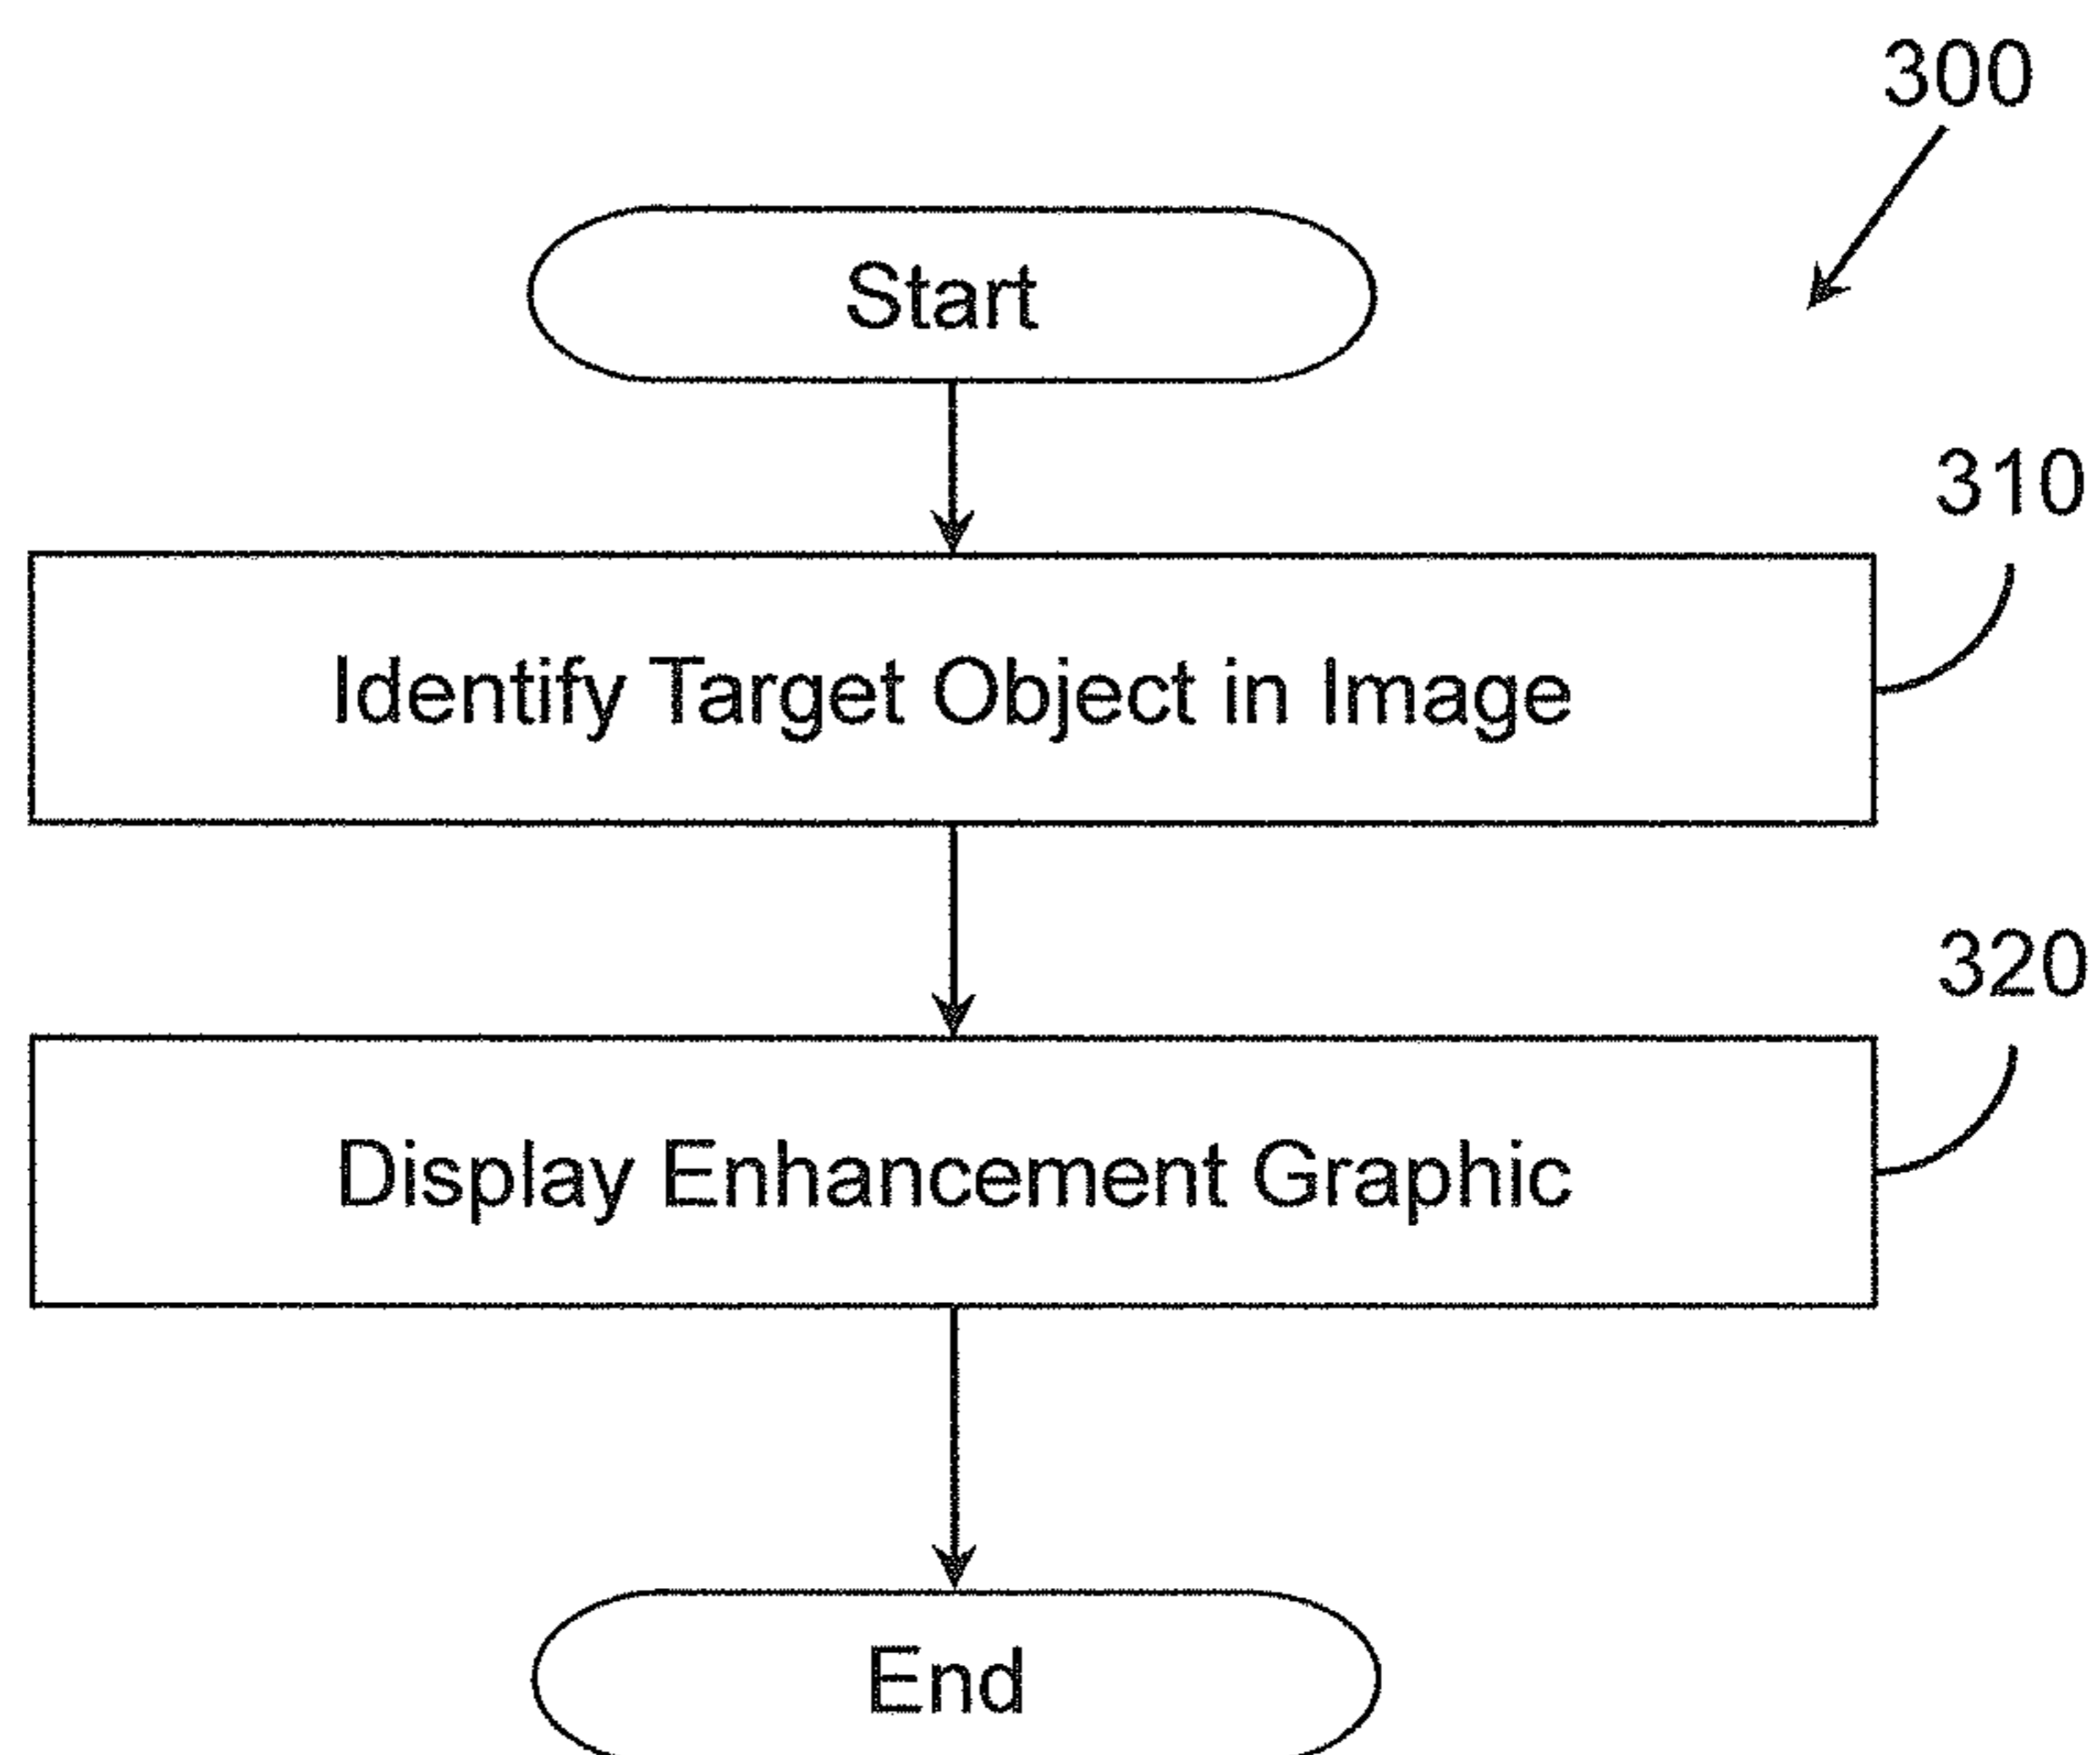 300
Start
310
Identify Target Object in Image
320
Display Enhancement Graphic
End